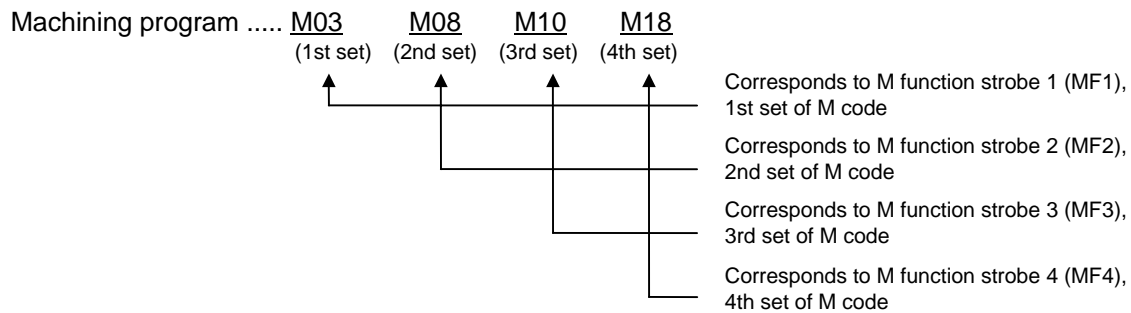 Machining program ..... M03 M08 M10 M18
(1st set) (2nd set) (3rd set) (4th set)
Corresponds to M function strobe 1 (MF1),
1st set of M code
Corresponds to M function strobe 2 (MF2),
2nd set of M code
Corresponds to M function strobe 3 (MF3),
3rd set of M code
Corresponds to M function strobe 4 (MF4),
4th set of M code